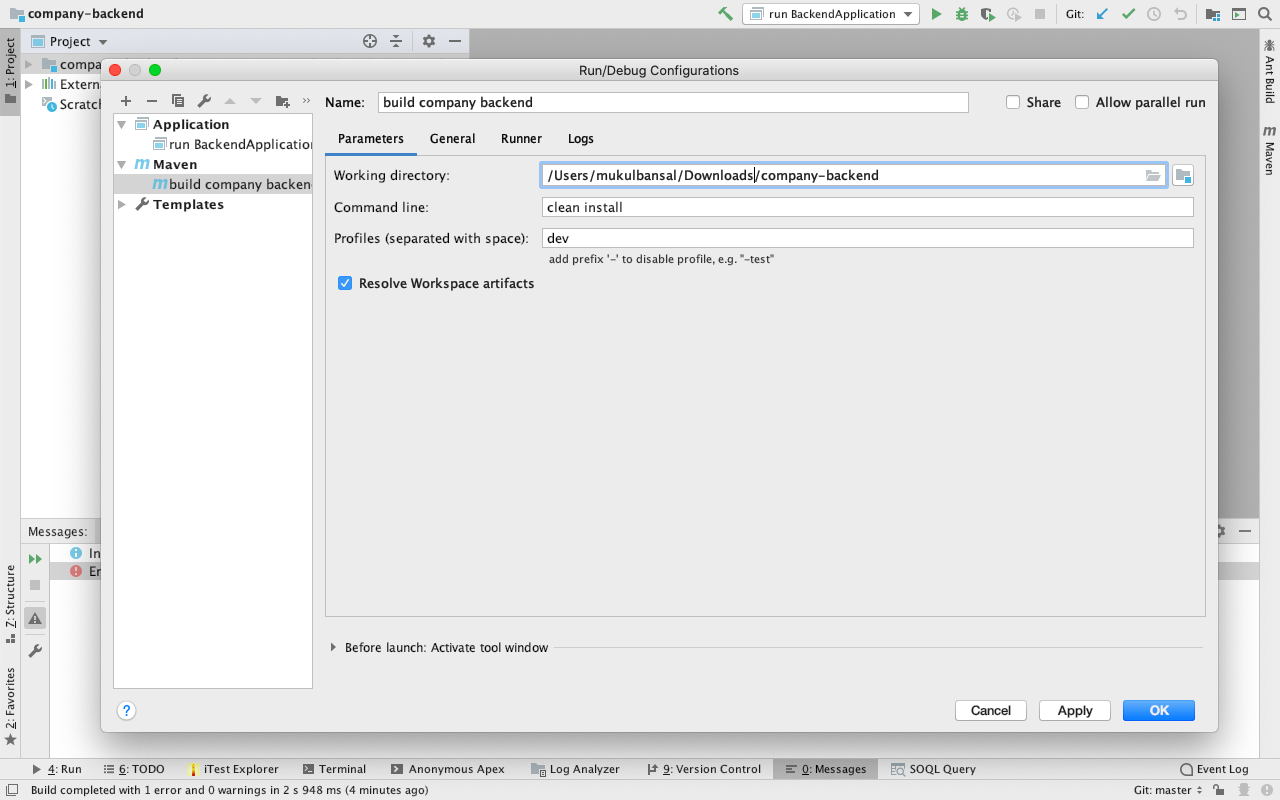 company-backend
run BackendApplication
Git:
1: Project
Project
compa
Externa
Scratch
Run/Debug Configurations
Name: build company backend
Share
Allow parallel run
Application
run BackendApplication
Maven
build company backen
Templates
Parameters
General
Runner
Logs
Working directory: /Users/mukulbansal/Downloads/company-backend
Command line: clean install
Profiles (separated with space): dev
add prefix '-' to disable profile, e.g. "-test"
Resolve Workspace artifacts
Before launch: Activate tool window
?
Cancel
Apply
OK
Ant Build
m Maven
Messages:
In
Er
Z: Structure
2: Favorites
4: Run
6: TODO
iTest Explorer
Terminal
Anonymous Apex
Log Analyzer
9: Version Control
0: Messages
SOQL Query
Event Log
Build completed with 1 error and 0 warnings in 2 s 948 ms (4 minutes ago)
Git: master